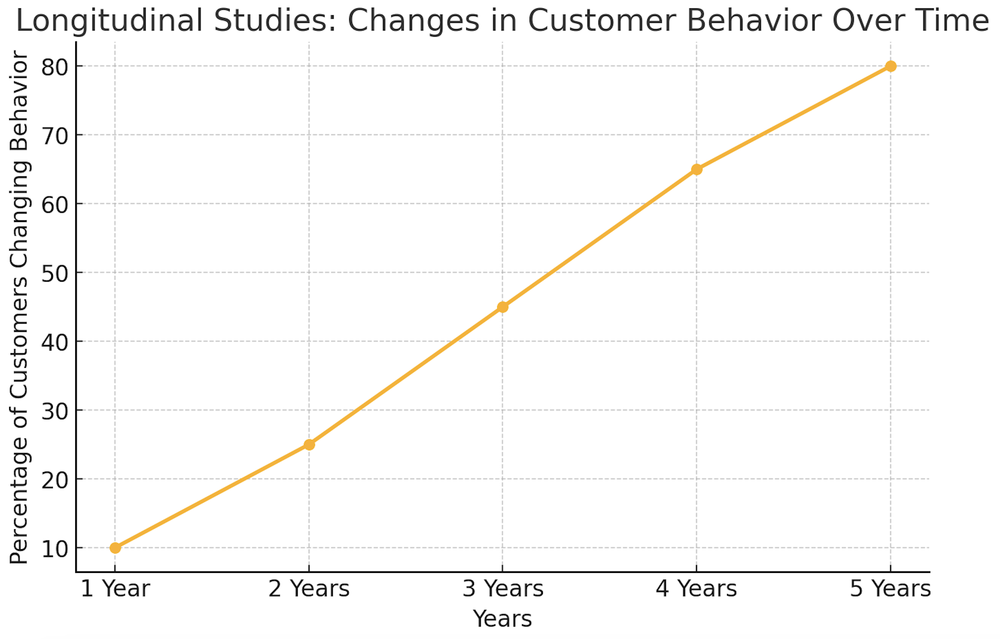 Longitudinal Studies: Changes in Customer Behavior Over Time
Percentage of Customers Changing Behavior
80
70
60
50
40
30
20
10
1 Year 2 Years 3 Years 4 Years 5 Years
Years